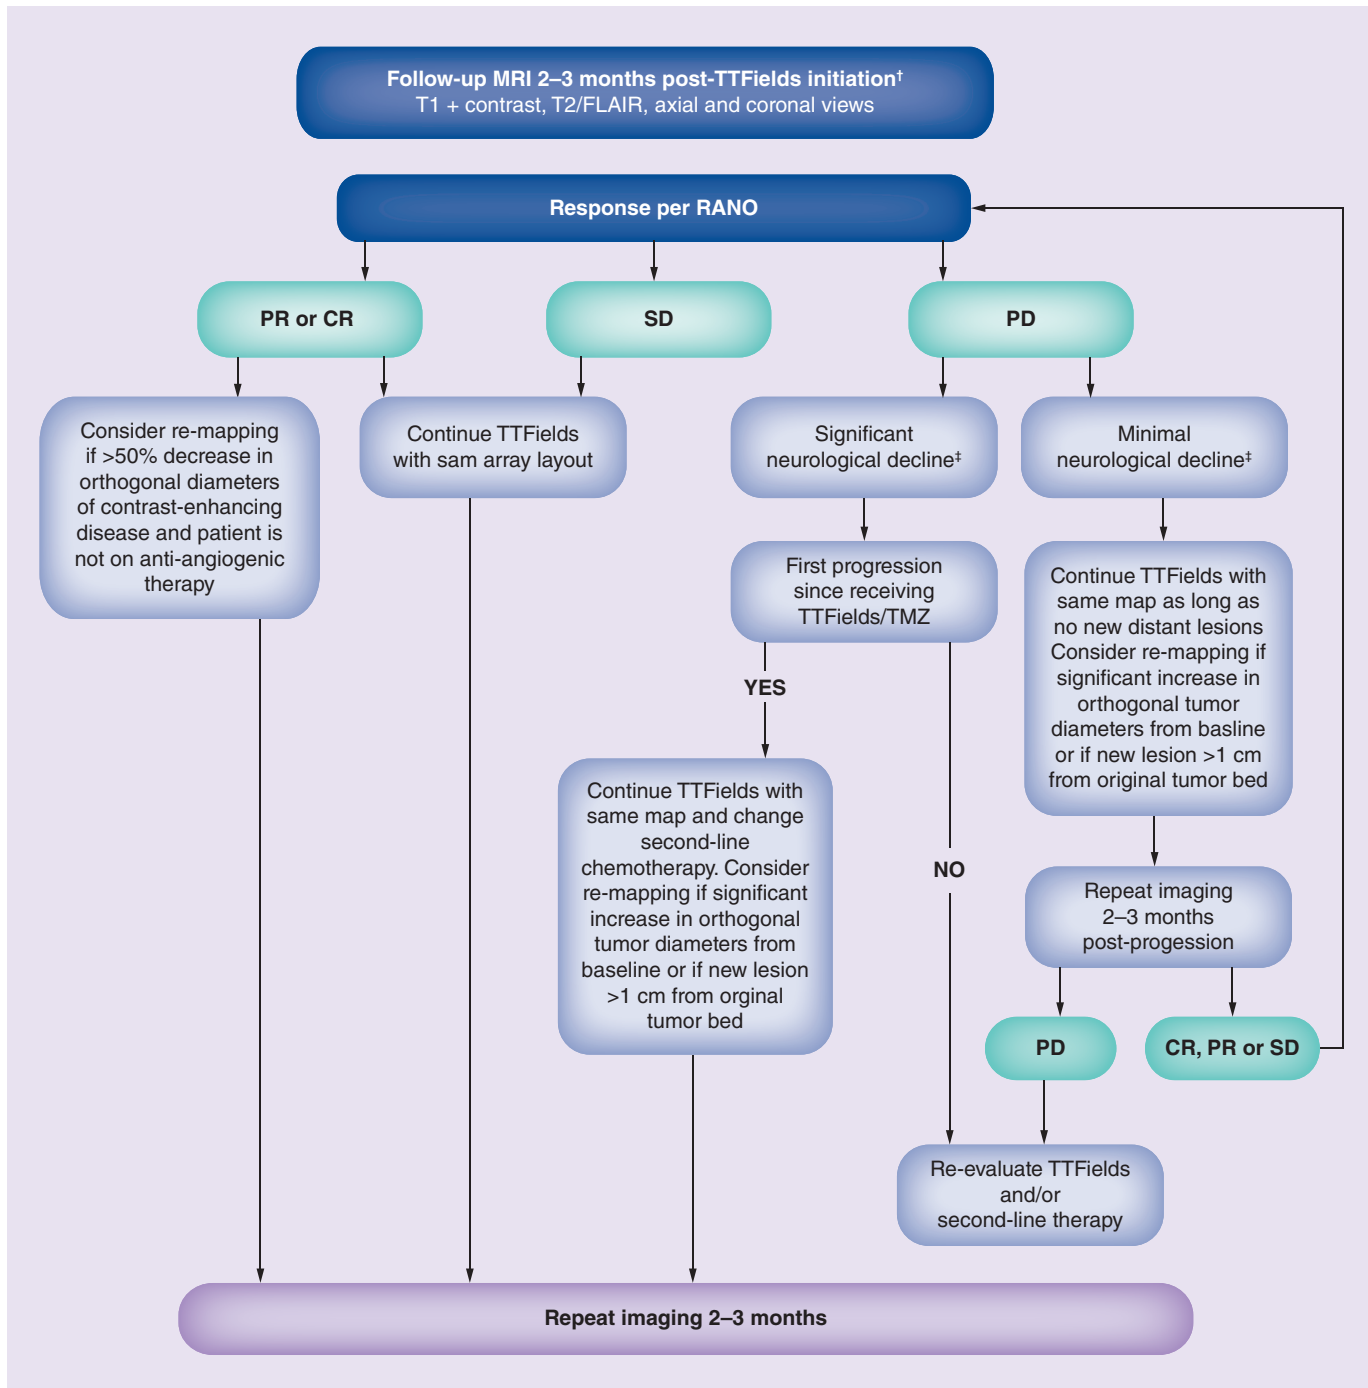 Follow-up MRI 2–3 months post-TTFields initiation†
T1 + contrast, T2/FLAIR, axial and coronal views
Response per RANO
PR or CR
SD
PD
Consider re-mapping
if >50% decrease in
orthogonal diameters
of contrast-enhancing
disease and patient is
not on anti-angiogenic
therapy
Continue TTFields
with sam array layout
Significant
neurological decline‡
Minimal
neurological decline‡
First progression
since receiving
TTFields/TMZ
Continue TTFields with
same map as long as
no new distant lesions
Consider re-mapping if
significant increase in
orthogonal tumor
diameters from basline
or if new lesion >1 cm
from original tumor bed
YES
Continue TTFields with
same map and change
second-line
chemotherapy. Consider
re-mapping if significant
increase in orthogonal
tumor diameters from
baseline or if new lesion
>1 cm from orginal
tumor bed
NO
Repeat imaging
2–3 months
post-progession
PD
CR, PR or SD
Re-evaluate TTFields
and/or
second-line therapy
Repeat imaging 2–3 months